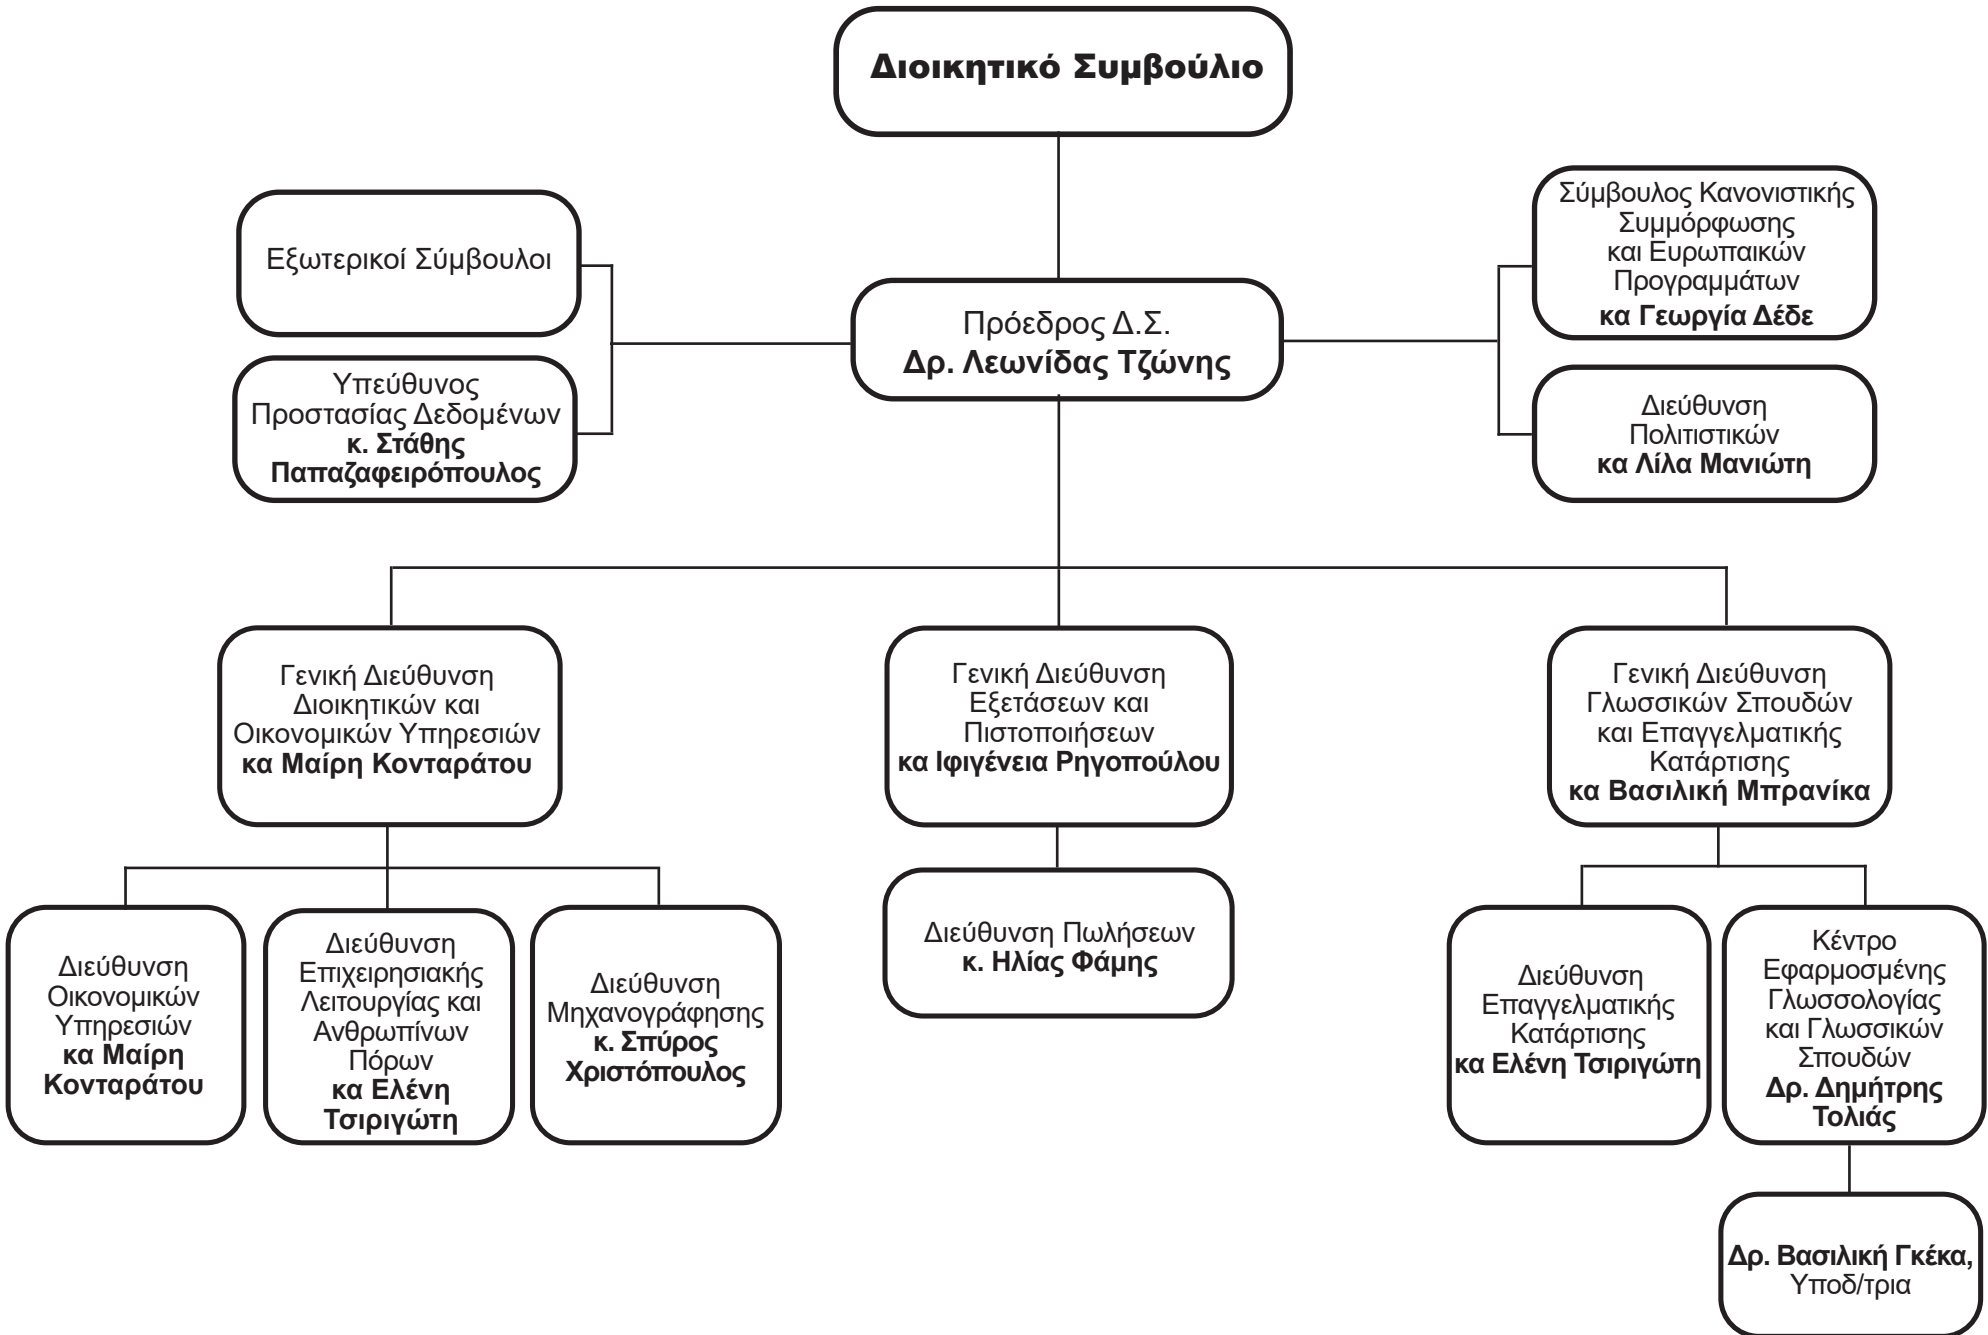 Διοικητικό Συμβούλιο
Εξωτερικοί Σύμβουλοι
Υπεύθυνος
Προστασίας Δεδομένων
κ. Στάθης
Παπαζαφειρόπουλος
Πρόεδρος Δ.Σ.
Δρ. Λεωνίδας Τζώνης
Σύμβουλος Κανονιστικής
Συμμόρφωσης
και Ευρωπαικών
Προγραμμάτων
κα Γεωργία Δέδε
Διεύθυνση
Πολιτιστικών
κα Λίλα Μανιώτη
Γενική Διεύθυνση
Διοικητικών και
Οικονομικών Υπηρεσιών
κα Μαίρη Κονταράτου
Γενική Διεύθυνση
Εξετάσεων και
Πιστοποιήσεων
κα Ιφιγένεια Ρηγοπούλου
Γενική Διεύθυνση
Γλωσσικών Σπουδών
και Επαγγελματικής
Κατάρτισης
κα Βασιλική Μπρανίκα
Διεύθυνση
Οικονομικών
Υπηρεσιών
κα Μαίρη
Κονταράτου
Διεύθυνση
Επιχειρησιακής
Λειτουργίας και
Ανθρωπίνων
Πόρων
κα Ελένη
Τσιριγώτη
Διεύθυνση
Μηχανογράφησης
κ. Σπύρος
Χριστόπουλος
Διεύθυνση Πωλήσεων
κ. Ηλίας Φάμης
Διεύθυνση
Επαγγελματικής
Κατάρτισης
κα Ελένη Τσιριγώτη
Κέντρο
Εφαρμοσμένης
Γλωσσολογίας
και Γλωσσικών
Σπουδών
Δρ. Δημήτρης
Τολιάς
Δρ. Βασιλική Γκέκα,
Υποδ/τρια